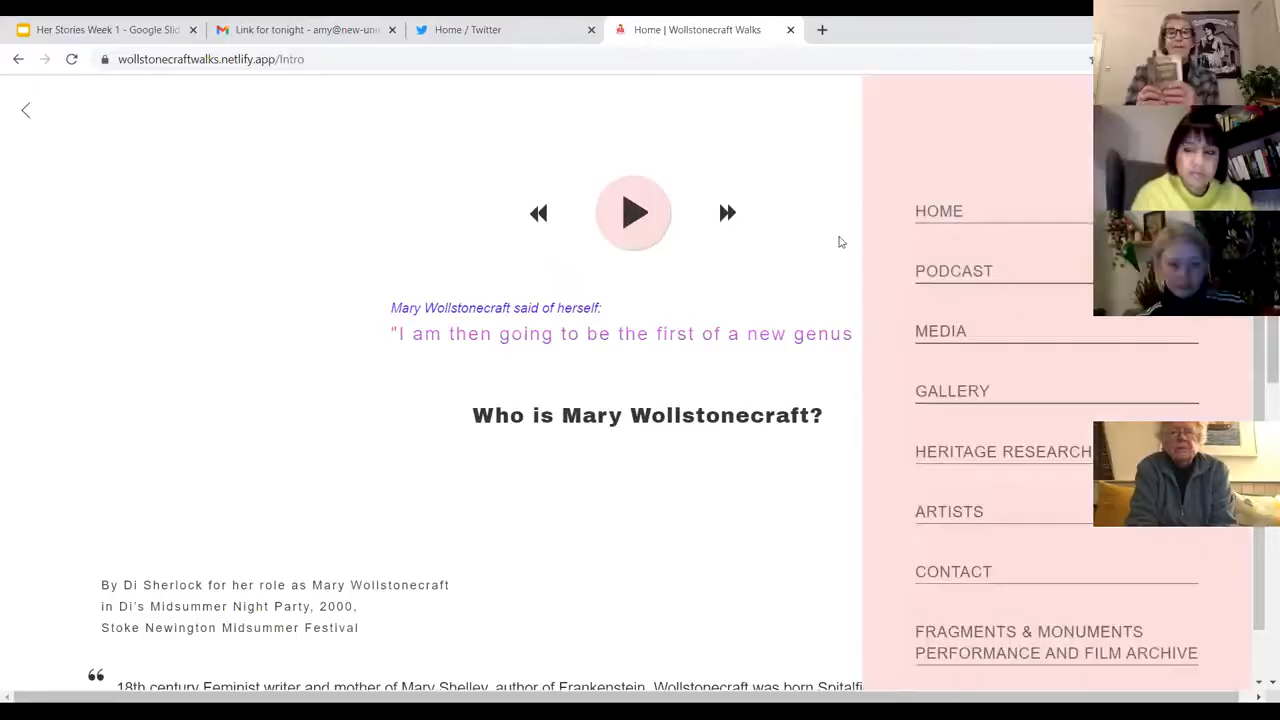 Her Stories Week 1 - Google Slid
Link for tonight - amy@new-une
Home / Twitter
Home | Wollstonecraft Walks
wollstonecraftwalks.netlify.app/Intro
Mary Wollstonecraft said of herself:
"I am then going to be the first of a new genus
Who is Mary Wollstonecraft?
By Di Sherlock for her role as Mary Wollstonecraft
in Di's Midsummer Night Party, 2000,
Stoke Newington Midsummer Festival
“ 18th century Feminist writer and mother of Mary Shelley, author of Frankenstein. Wollstonecraft was born Spitalfi
HOME
PODCAST
MEDIA
GALLERY
HERITAGE RESEARCH
ARTISTS
CONTACT
FRAGMENTS & MONUMENTS
PERFORMANCE AND FILM ARCHIVE